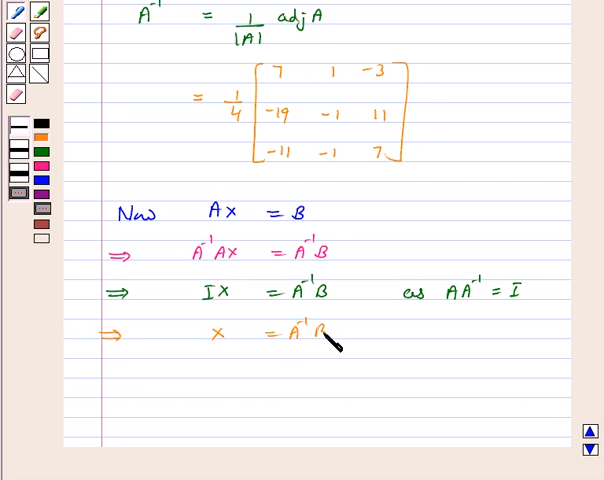 A⁻¹ = 1/|A| adj A
= 1/4 [ 7 1 -3
-19 -1 11
-11 -1 7 ]
Now AX = B
⇒ A⁻¹AX = A⁻¹B
⇒ IX = A⁻¹B as AA⁻¹ = I
⇒ X = A⁻¹B